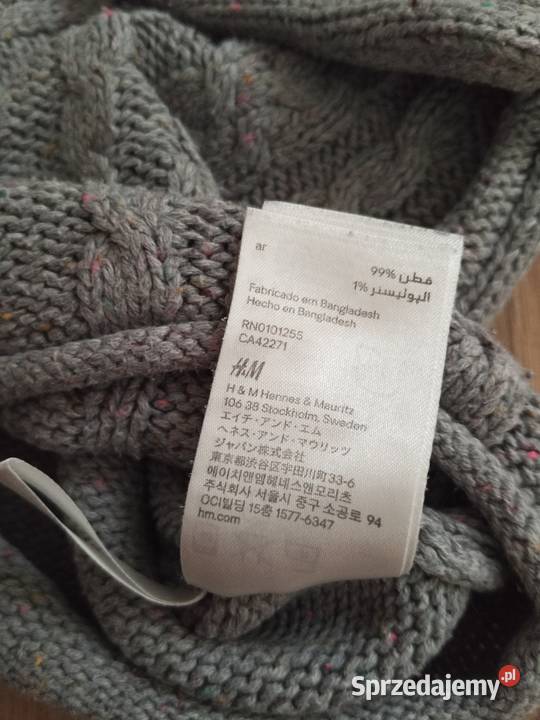 ar
قطن 99%
البوليستر 1%
Fabricado em Bangladesh
Hecho en Bangladesh
RN0101255
CA42271
H&M
H & M Hennes & Mauritz
106 38 Stockholm, Sweden
エイチ・アンド・エム
ヘネス・アンド・マウリッツ
ジャパン株式会社
東京都渋谷区宇田川町33-6
에이치앤엠헤네스앤모리츠
주식회사 서울시 중구 소공로 94
OCI빌딩 15층 1577-6347
hm.com
Sprzedajemy.pl